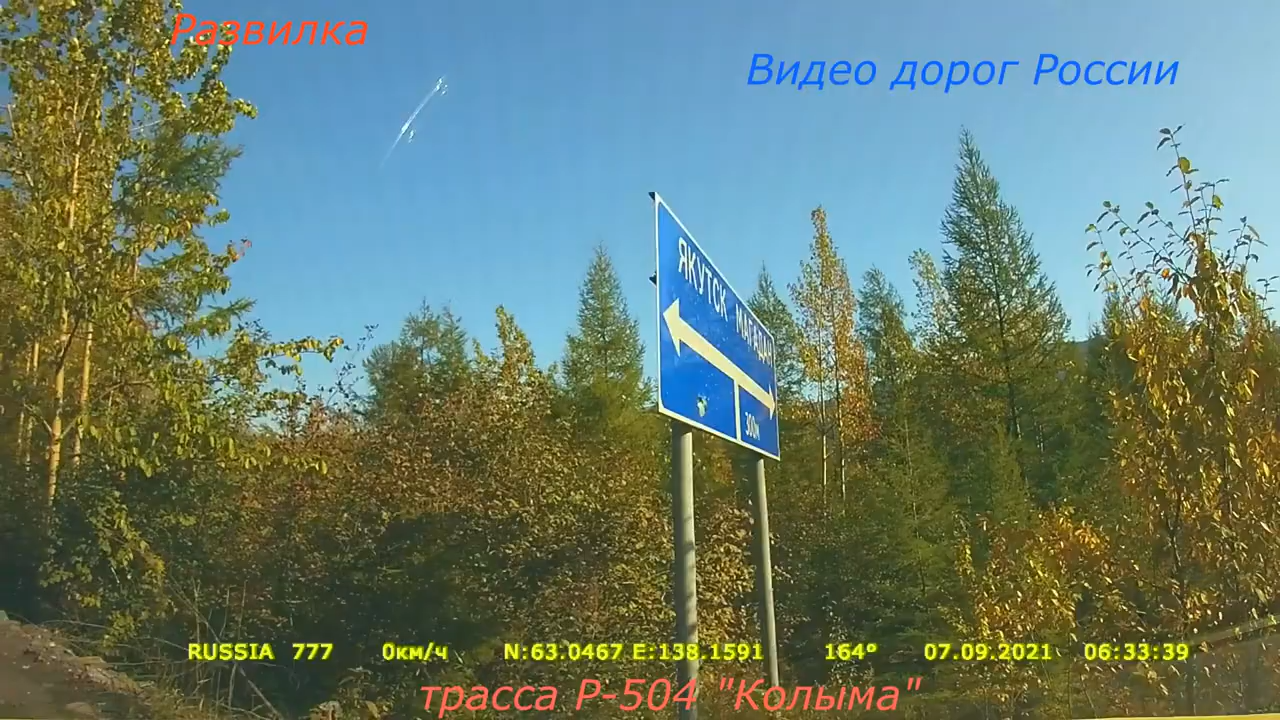 Развилка
Видео дорог России
ЯКУТСК МАГАДАН
300м
RUSSIA 777 0км/ч N:63.0467 E:138.1591 164° 07.09.2021 06:33:39
трасса Р-504 "Колыма"